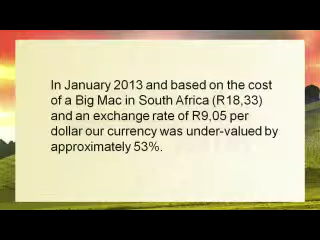 In January 2013 and based on the cost
of a Big Mac in South Africa (R18,33)
and an exchange rate of R9,05 per
dollar our currency was under-valued by
approximately 53%.